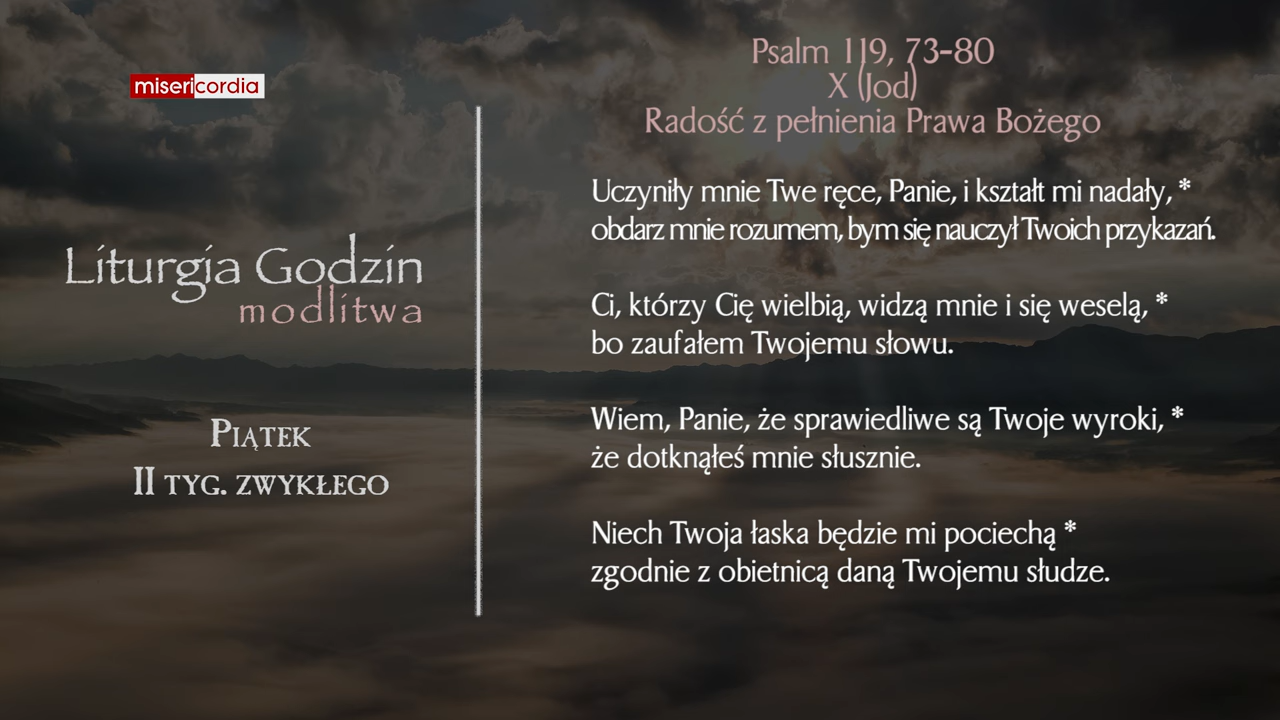 misericordia
Liturgia Godzin
modlitwa
Piątek
II tyg. zwykłego
Psalm 119, 73-80
X (Jod)
Radość z pełnienia Prawa Bożego
Uczyniły mnie Twe ręce, Panie, i kształt mi nadały, *
obdarz mnie rozumem, bym się nauczył Twoich przykazań.
Ci, którzy Cię wielbią, widzą mnie i się weselą, *
bo zaufałem Twojemu słowu.
Wiem, Panie, że sprawiedliwe są Twoje wyroki, *
że dotknąłeś mnie słusznie.
Niech Twoja łaska będzie mi pociechą *
zgodnie z obietnicą daną Twojemu słudze.